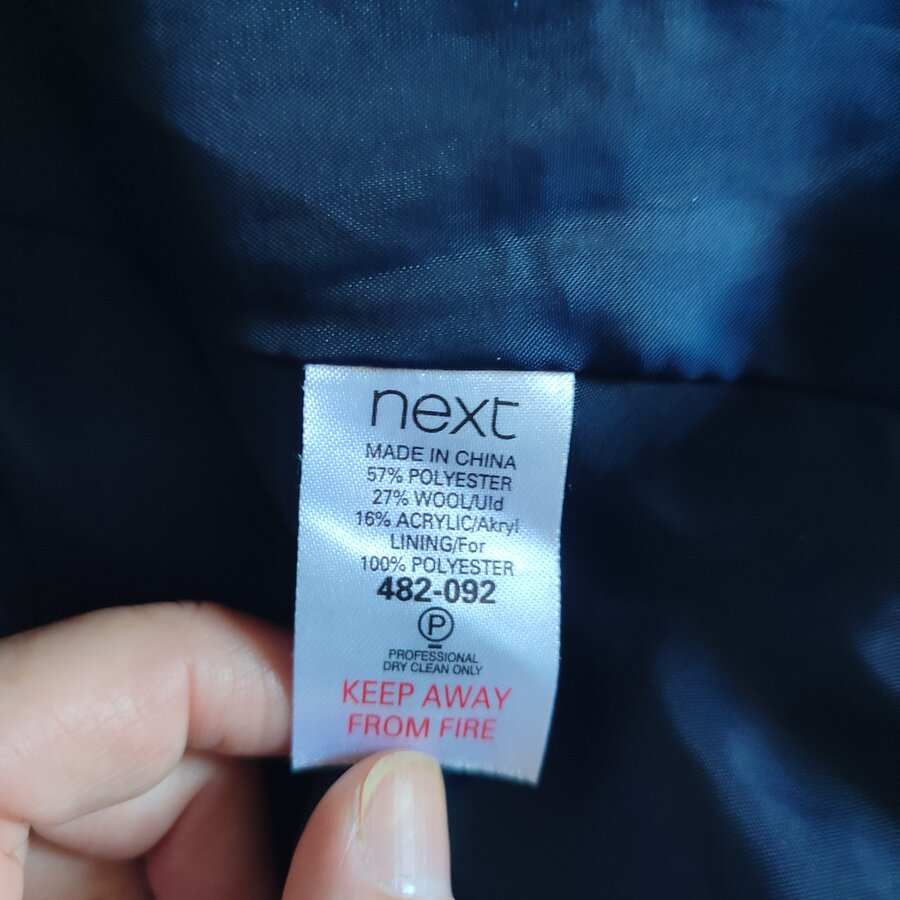 next
MADE IN CHINA
57% POLYESTER
27% WOOL/Uld
16% ACRYLIC/Akryl
LINING/For
100% POLYESTER
482-092
P
PROFESSIONAL
DRY CLEAN ONLY
KEEP AWAY
FROM FIRE